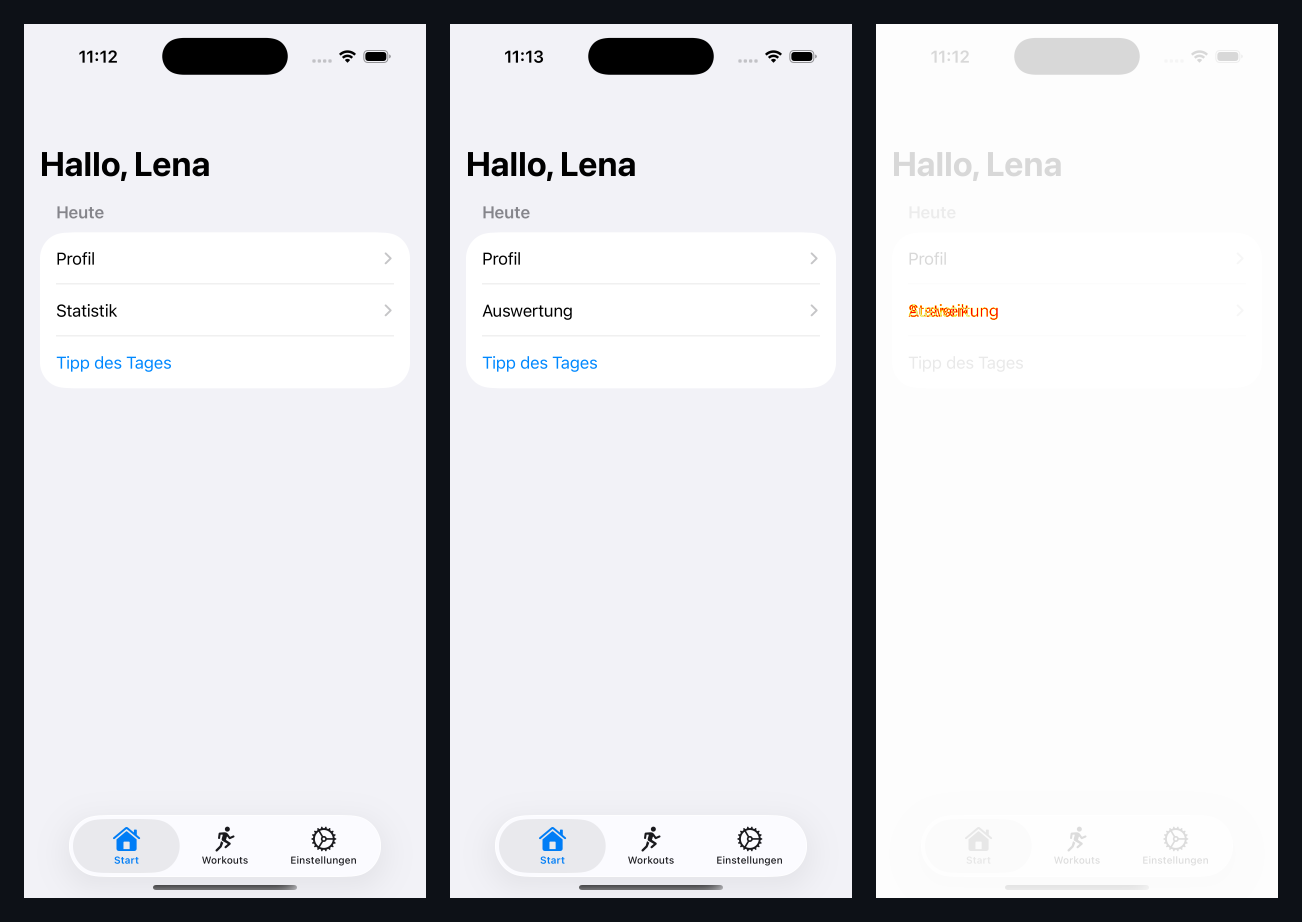 11:12
Hallo, Lena
Heute
Profil
Statistik
Tipp des Tages
Start
Workouts
Einstellungen
11:13
Hallo, Lena
Heute
Profil
Auswertung
Tipp des Tages
Start
Workouts
Einstellungen
11:12
Hallo, Lena
Heute
Profil
Tipp des Tages
Start
Workouts
Einstellungen